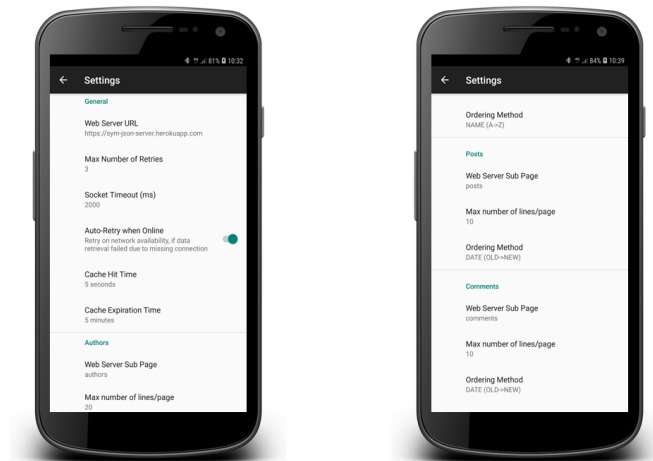 81% 10:32
Settings
General
Web Server URL
https://sym-json-server.herokuapp.com
Max Number of Retries
3
Socket Timeout (ms)
2000
Auto-Retry when Online
Retry on network availability, if data
retrieval failed due to missing connection
Cache Hit Time
5 seconds
Cache Expiration Time
5 minutes
Authors
Web Server Sub Page
authors
Max number of lines/page
20
84% 10:39
Settings
Ordering Method
NAME (A->Z)
Posts
Web Server Sub Page
posts
Max number of lines/page
10
Ordering Method
DATE (OLD->NEW)
Comments
Web Server Sub Page
comments
Max number of lines/page
10
Ordering Method
DATE (OLD->NEW)